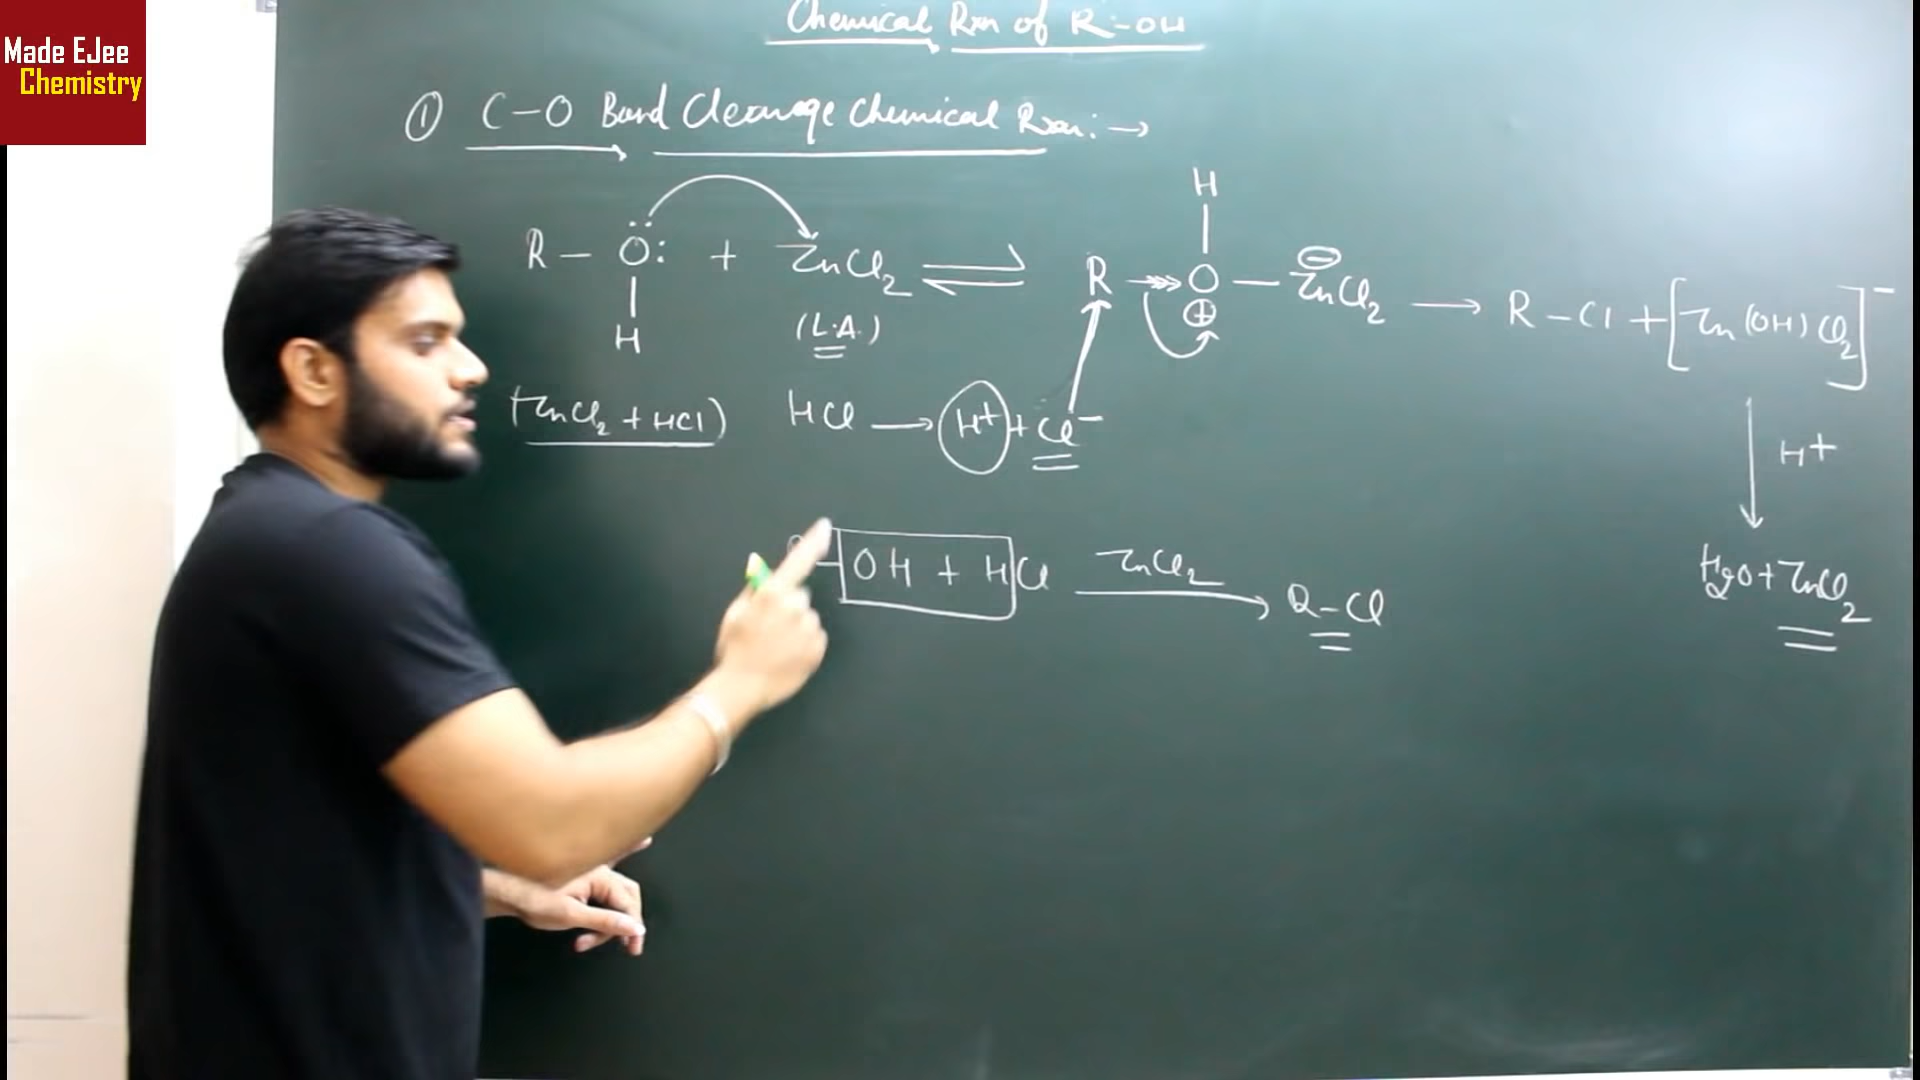 Made EJee
Chemistry
Chemical Rxn of R-OH
① C-O Bond Cleavage Chemical Rxn:→
H
R - Ö: + ZnCl2 ⇌ R →>> O - ZnCl2 → R-Cl + [Zn(OH)Cl2]-
⊖
⊕
H
(L.A.)
(ZnCl2 + HCl) HCl → H+ + Cl-
H+
OH + HCl ZnCl2 → R-Cl
H2O + ZnCl2